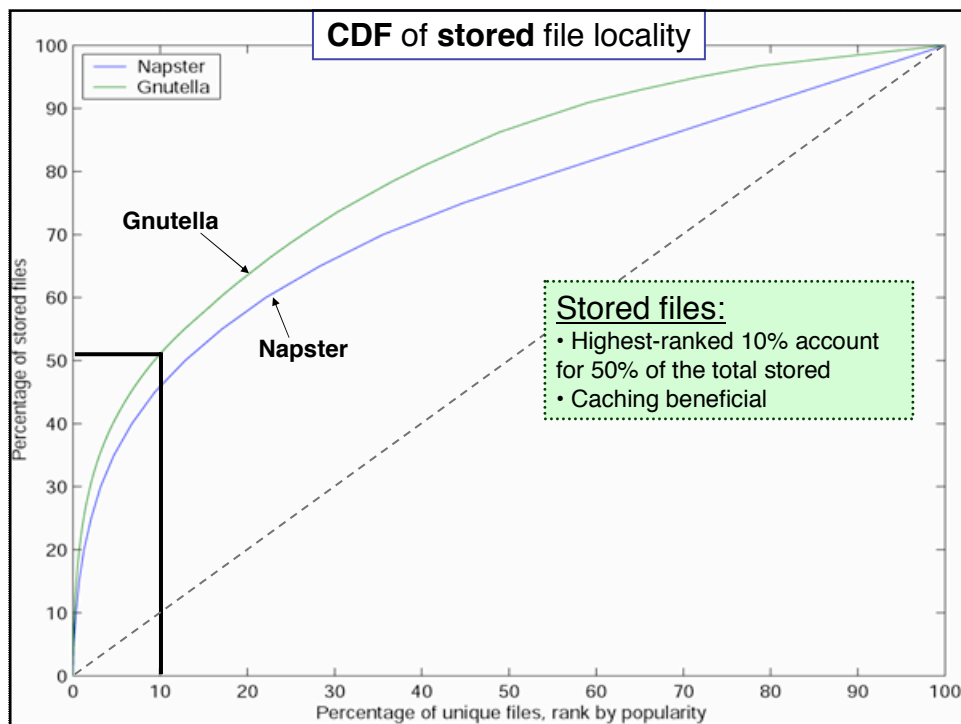 CDF of stored file locality
Napster
Gnutella
100
90
80
70
60
50
40
30
20
10
0
Percentage of stored files
Gnutella
Napster
Stored files:
• Highest-ranked 10% account
for 50% of the total stored
• Caching beneficial
0 10 20 30 40 50 60 70 80 90 100
Percentage of unique files, rank by popularity